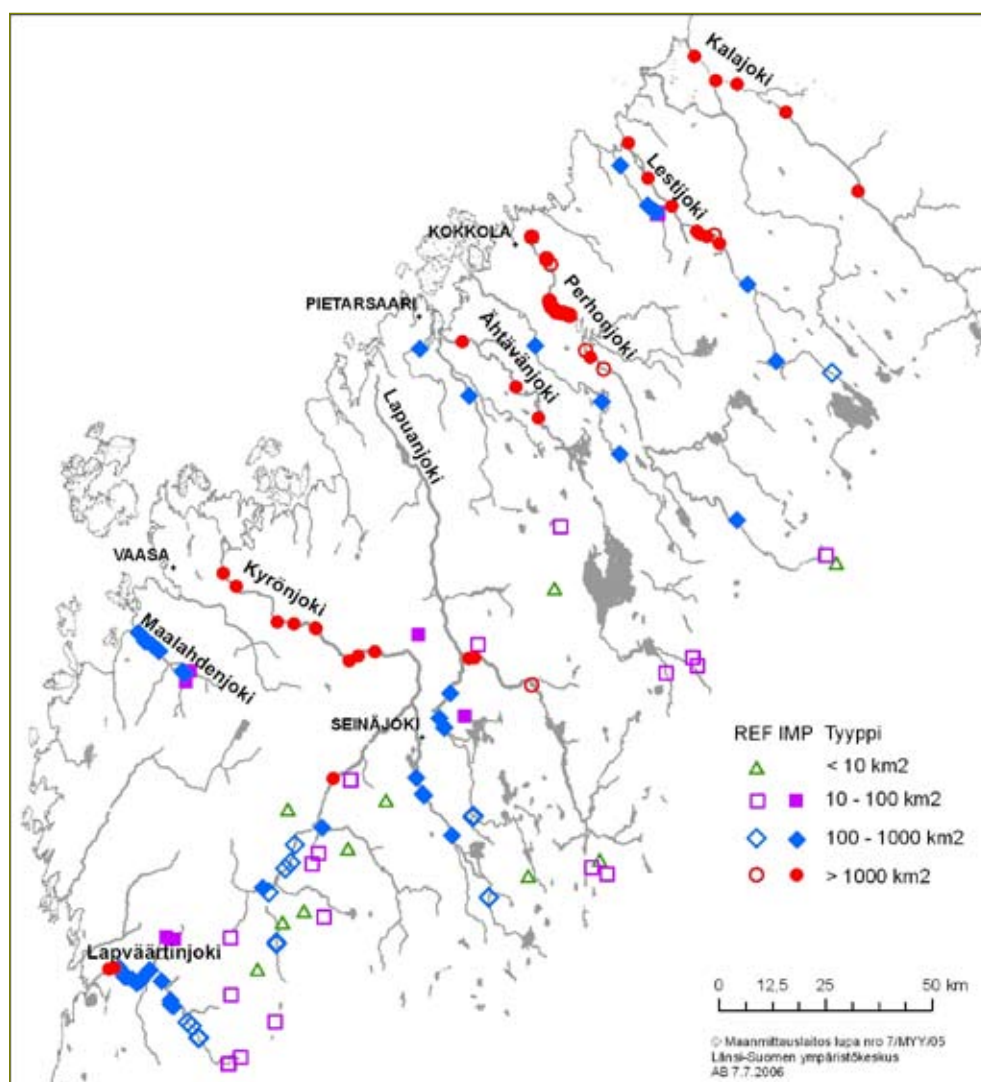 Kalajoki
Lestijoki
KOKKOLA
Perhonjoki
PIETARSAARI
Ähtävänjoki
Lapuanjoki
VAASA
Kyrönjoki
Maalahdenjoki
SEINÄJOKI
Lapväärtinjoki
REF IMP Tyyppi
< 10 km2
10 - 100 km2
100 - 1000 km2
> 1000 km2
0 12,5 25 50 km
© Maanmittauslaitos lupa nro 7/MYY/05
Länsi-Suomen ympäristökeskus
AB 7.7.2006